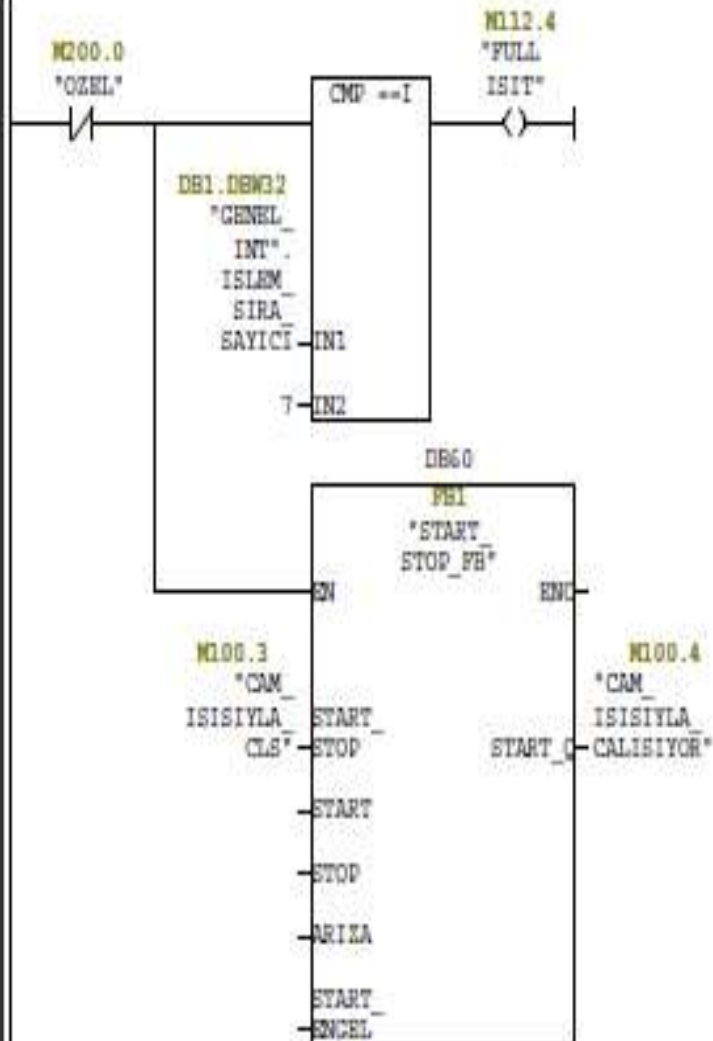 M112.4
"FULL
ISIT"
M200.0
"OZEL"
CMP ==I
DB1.DBW32
"GENEL_
INT".
ISLEM_
SIRA_
SAYICI
IN1
7
IN2
DB60
FB1
"START_
STOP_FB"
EN
ENO
M100.3
"CAM_
ISISIYLA_
CLS"
START_
STOP
START_Q
M100.4
"CAM_
ISISIYLA_
CALISIYOR"
START
STOP
ARIZA
START_
ENGEL